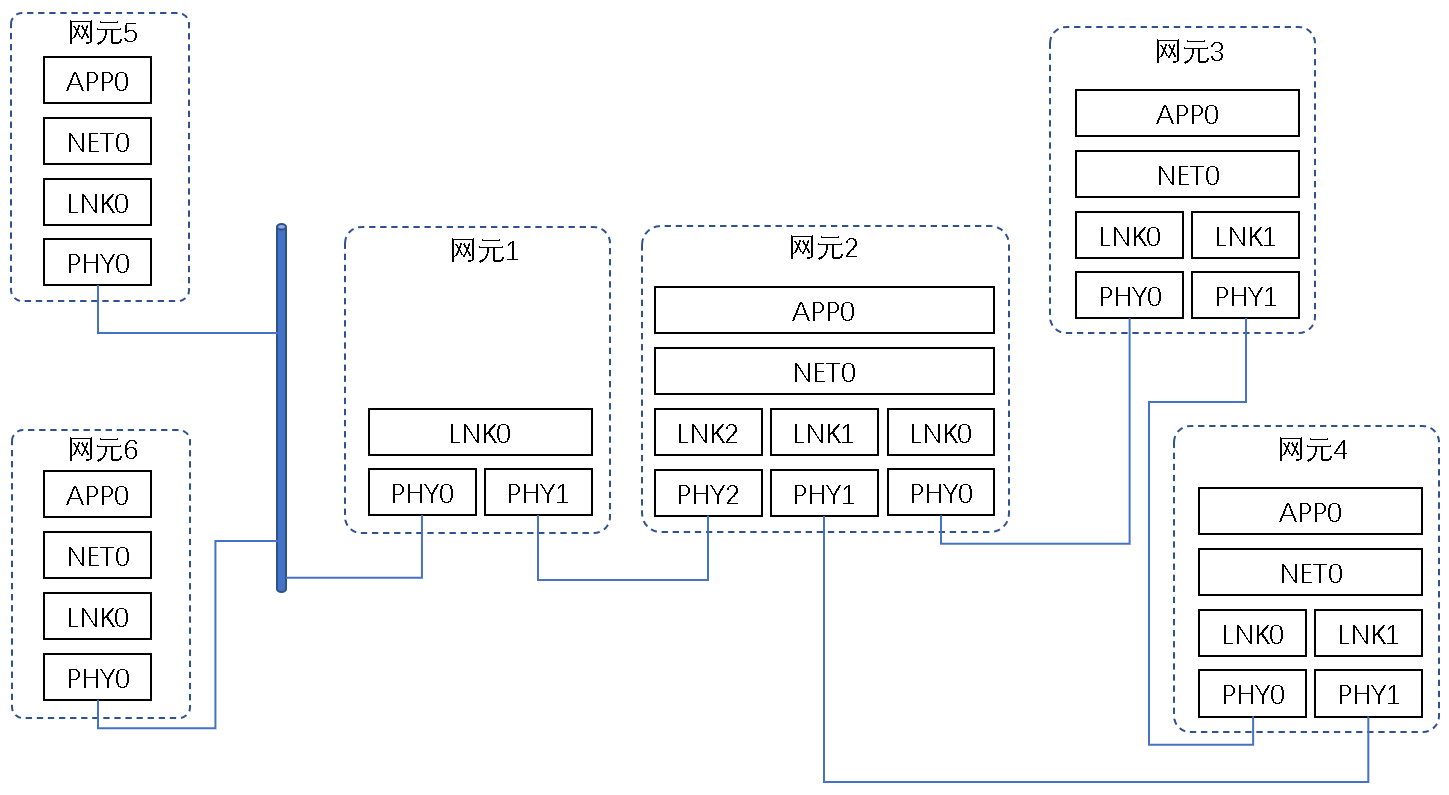 网元5
APP0
NET0
LNK0
PHY0
网元6
APP0
NET0
LNK0
PHY0
网元1
LNK0
PHY0 PHY1
网元2
APP0
NET0
LNK2 LNK1 LNK0
PHY2 PHY1 PHY0
网元3
APP0
NET0
LNK0 LNK1
PHY0 PHY1
网元4
APP0
NET0
LNK0 LNK1
PHY0 PHY1